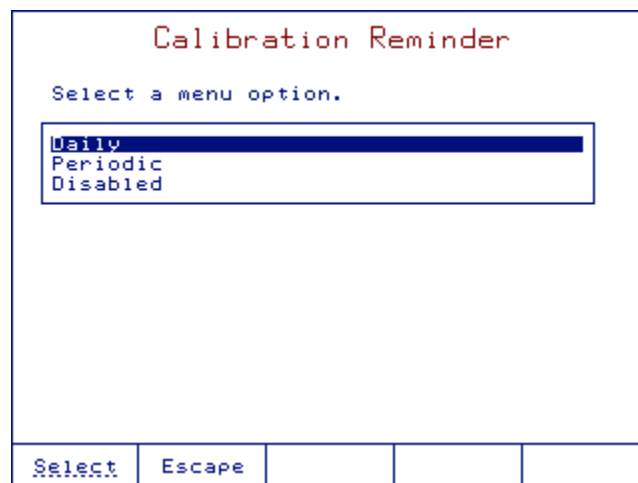 Calibration Reminder
Select a menu option.
Daily
Periodic
Disabled
Select Escape